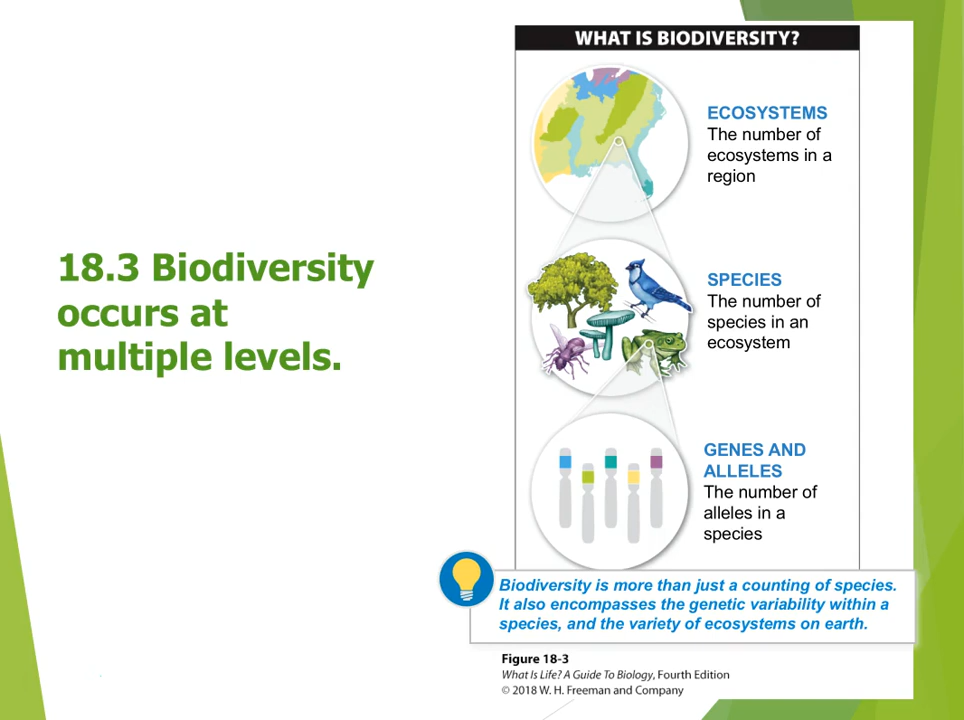 18.3 Biodiversity
occurs at
multiple levels.
WHAT IS BIODIVERSITY?
ECOSYSTEMS
The number of
ecosystems in a
region
SPECIES
The number of
species in an
ecosystem
GENES AND
ALLELES
The number of
alleles in a
species
Biodiversity is more than just a counting of species.
It also encompasses the genetic variability within a
species, and the variety of ecosystems on earth.
Figure 18-3
What Is Life? A Guide To Biology, Fourth Edition
© 2018 W. H. Freeman and Company